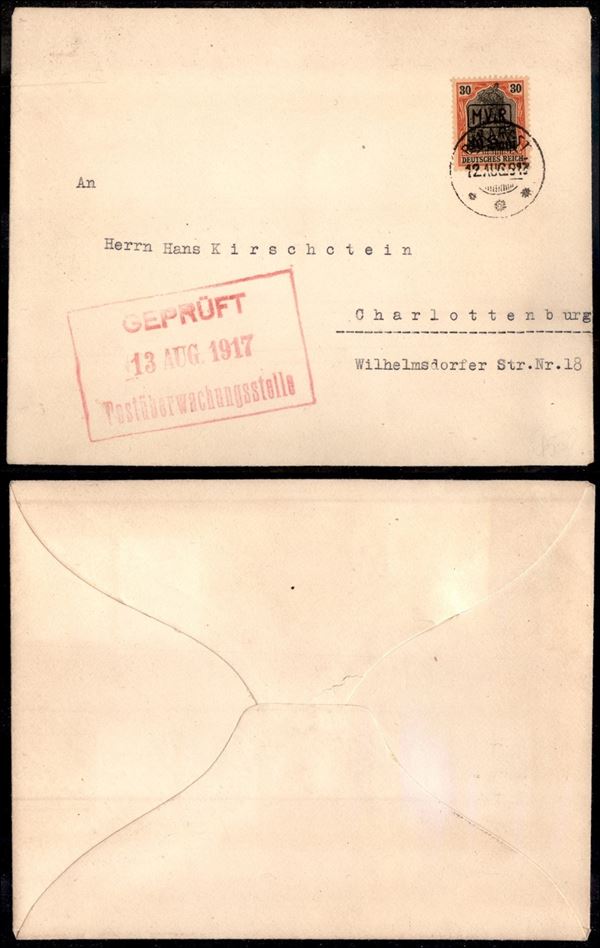 30 30
M.V.i.R.
DEUTSCHES REICH
12.AUG.917
An
Herrn Hans Kirschctein
Charlottenburg
Wilhelmsdorfer Str.Nr.18
GEPRÜFT
13 AUG. 1917
Postüberwachungsstelle